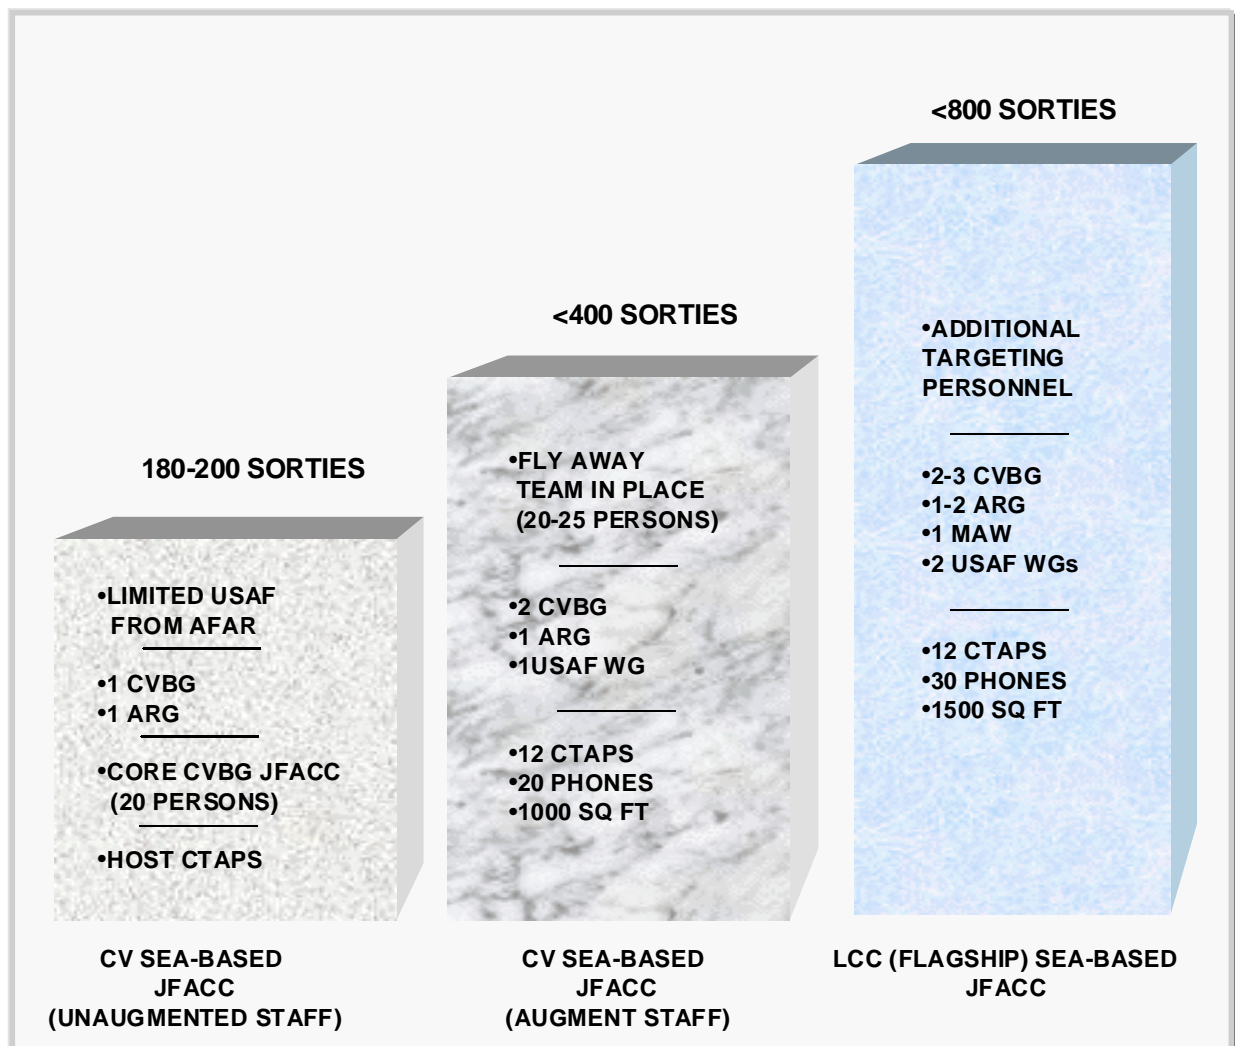 <800 SORTIES
•ADDITIONAL
TARGETING
PERSONNEL
•2-3 CVBG
•1-2 ARG
•1 MAW
•2 USAF WGs
•12 CTAPS
•30 PHONES
•1500 SQ FT
<400 SORTIES
•FLY AWAY
TEAM IN PLACE
(20-25 PERSONS)
•2 CVBG
•1 ARG
•1USAF WG
•12 CTAPS
•20 PHONES
•1000 SQ FT
180-200 SORTIES
•LIMITED USAF
FROM AFAR
•1 CVBG
•1 ARG
•CORE CVBG JFACC
(20 PERSONS)
•HOST CTAPS
CV SEA-BASED
JFACC
(UNAUGMENTED STAFF)
CV SEA-BASED
JFACC
(AUGMENT STAFF)
LCC (FLAGSHIP) SEA-BASED
JFACC